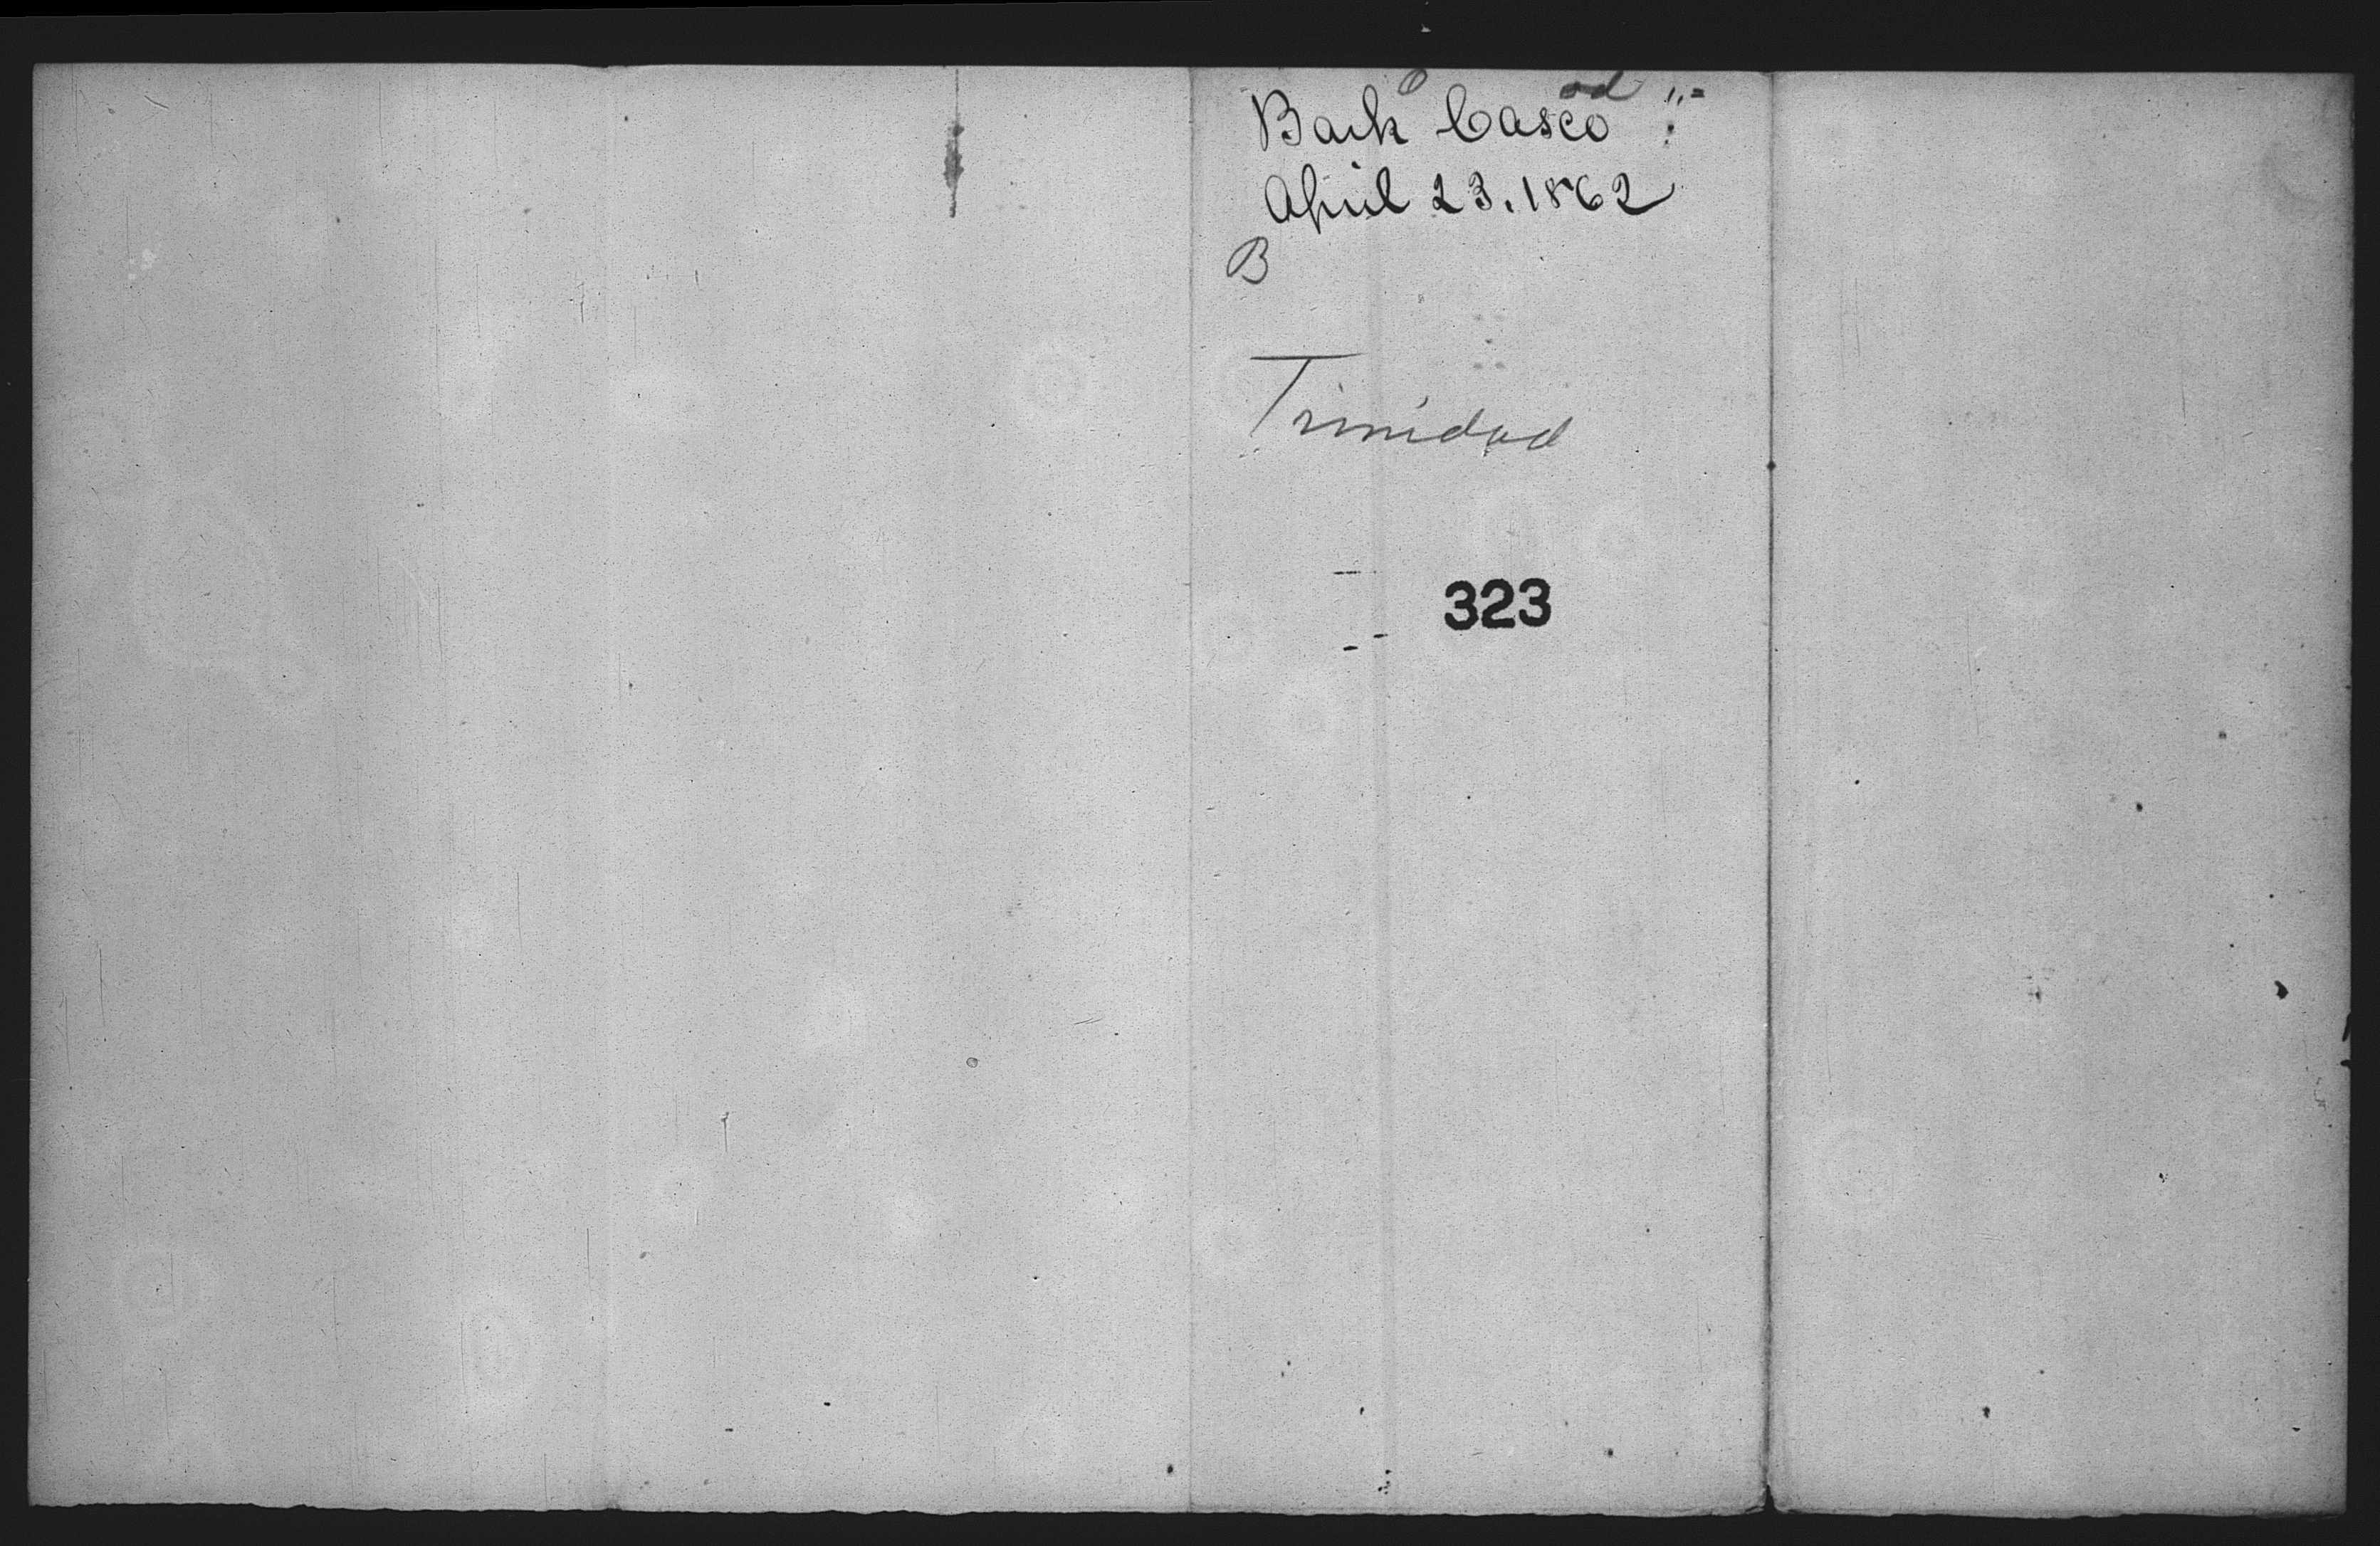 Bark Casco
April 23. 1862
B
Trinidad
323